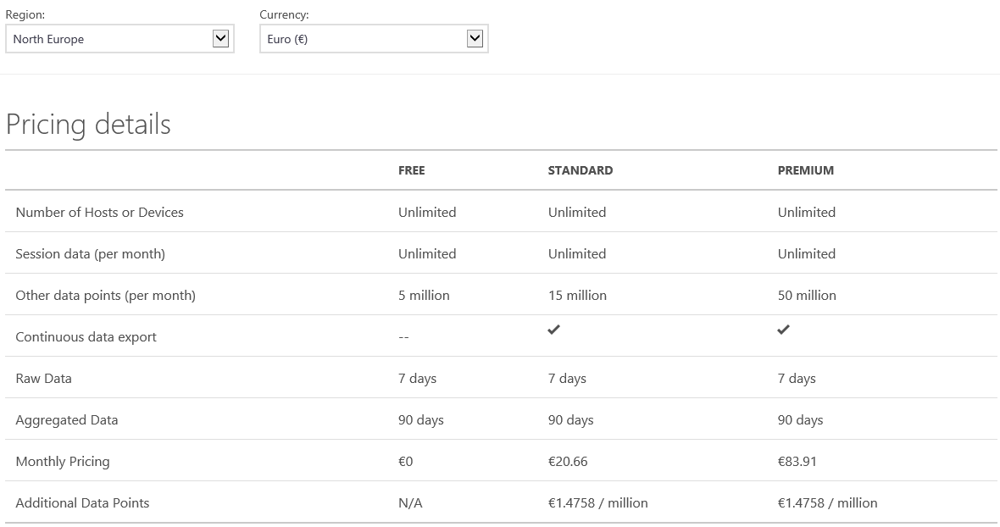 Region: Currency:
North Europe Euro (€)
Pricing details
FREE STANDARD PREMIUM
Number of Hosts or Devices Unlimited Unlimited Unlimited
Session data (per month) Unlimited Unlimited Unlimited
Other data points (per month) 5 million 15 million 50 million
Continuous data export -- ✔ ✔
Raw Data 7 days 7 days 7 days
Aggregated Data 90 days 90 days 90 days
Monthly Pricing €0 €20.66 €83.91
Additional Data Points N/A €1.4758 / million €1.4758 / million